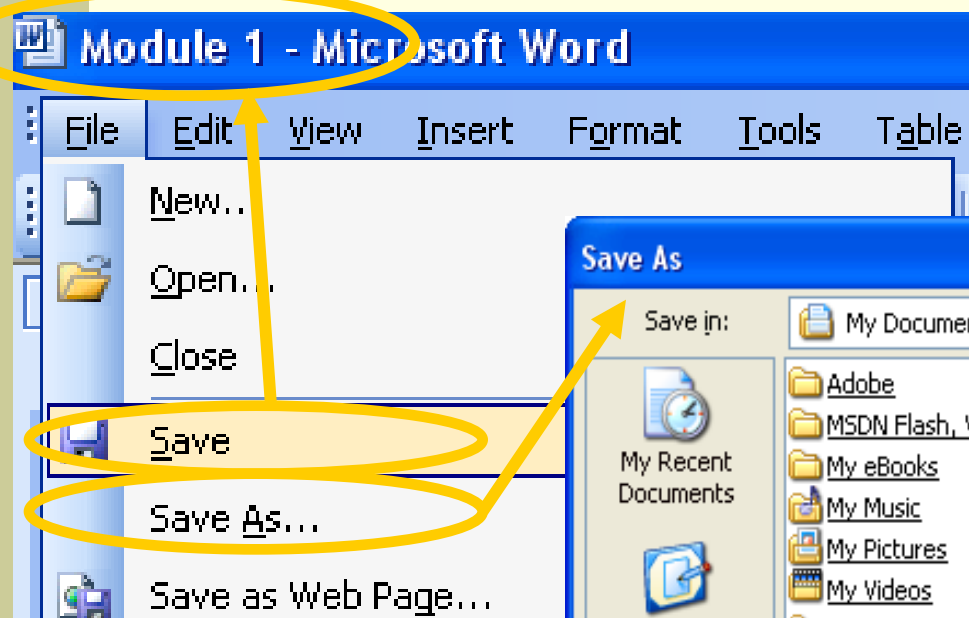 Module 1 - Microsoft Word
File Edit View Insert Format Tools Table
New...
Open...
Close
Save
Save As...
Save as Web Page...
Save As
Save in: My Documen
My Recent
Documents
Adobe
MSDN Flash,
My eBooks
My Music
My Pictures
My Videos